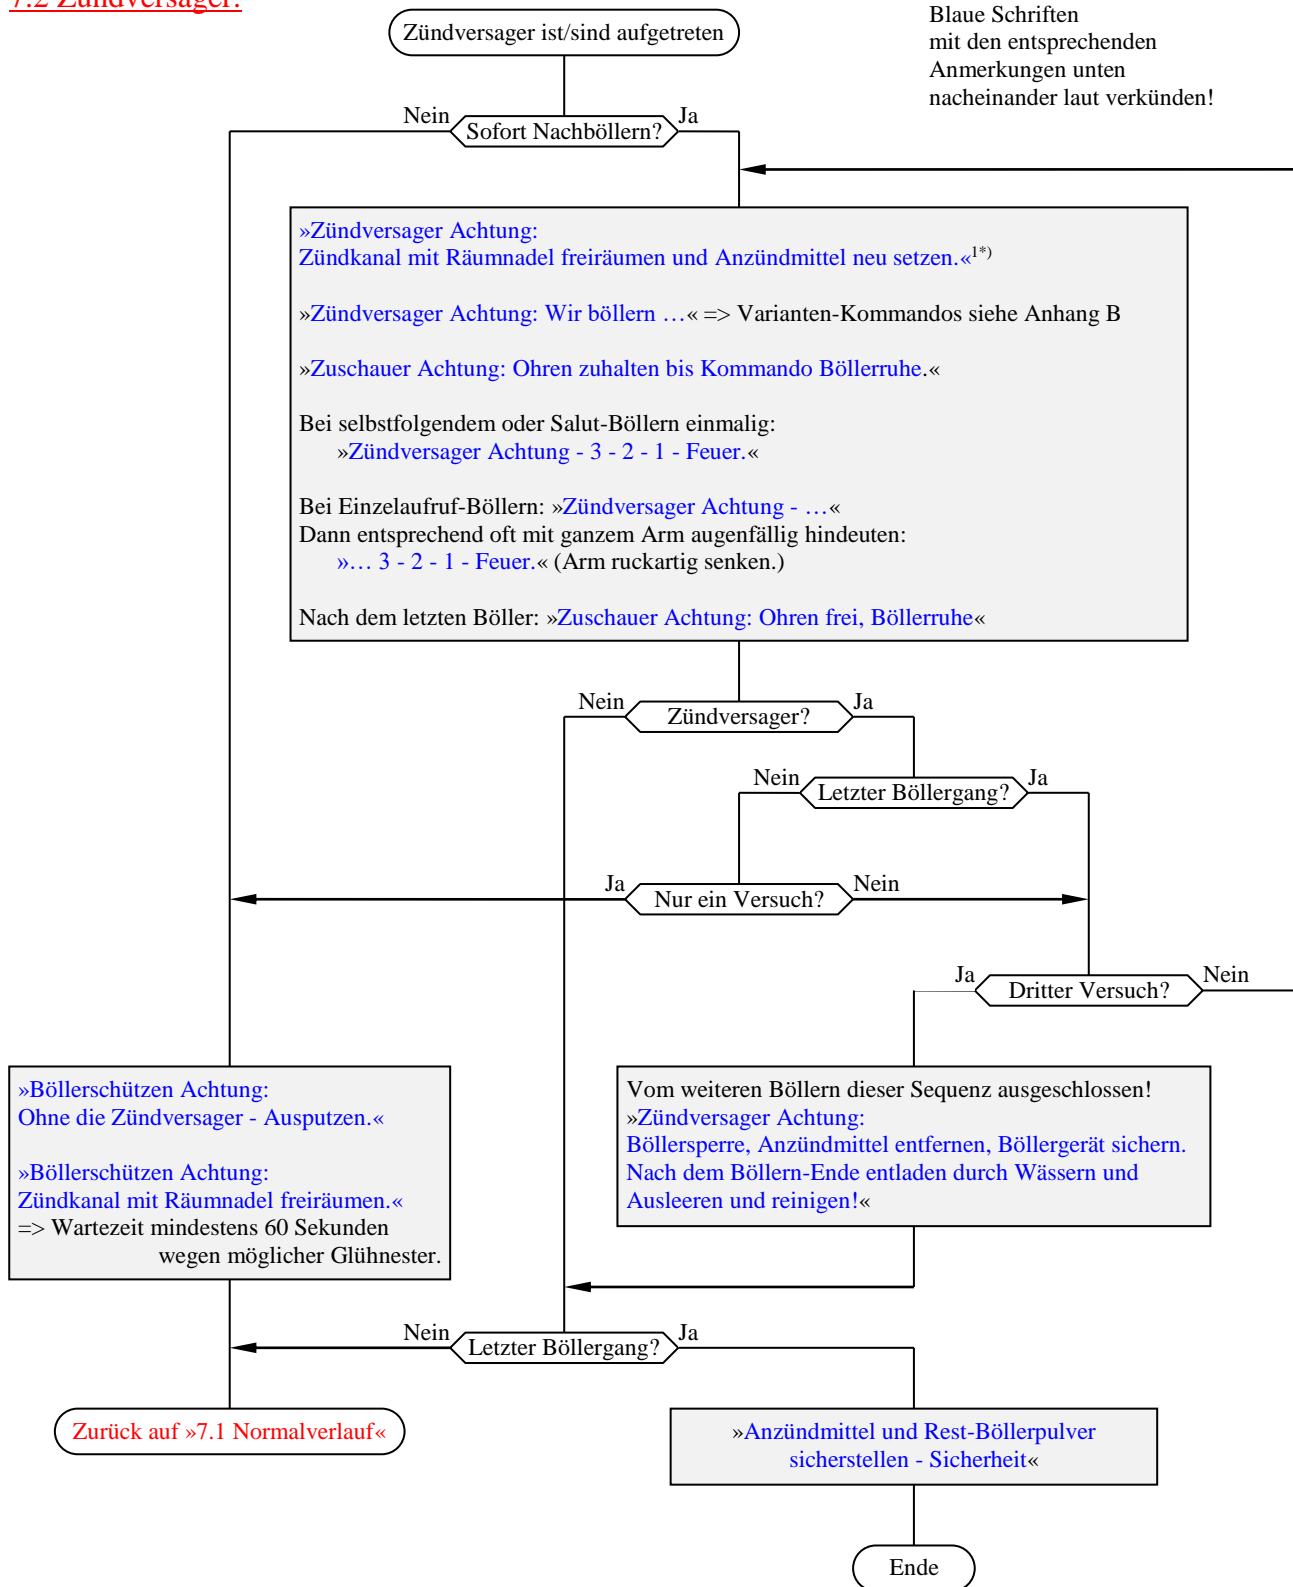 7.2 Zündversager:
Zündversager ist/sind aufgetreten
Blaue Schriften
mit den entsprechenden
Anmerkungen unten
nacheinander laut verkünden!
Nein
Sofort Nachböllern?
Ja
»Zündversager Achtung:
Zündkanal mit Räumnadel freiräumen und Anzündmittel neu setzen.«1*)
»Zündversager Achtung: Wir böllern …« => Varianten-Kommandos siehe Anhang B
»Zuschauer Achtung: Ohren zuhalten bis Kommando Böllerruhe.«
Bei selbstfolgendem oder Salut-Böllern einmalig:
»Zündversager Achtung - 3 - 2 - 1 - Feuer.«
Bei Einzelaufruf-Böllern: »Zündversager Achtung - …«
Dann entsprechend oft mit ganzem Arm augenfällig hindeuten:
»… 3 - 2 - 1 - Feuer.« (Arm ruckartig senken.)
Nach dem letzten Böller: »Zuschauer Achtung: Ohren frei, Böllerruhe«
Nein
Zündversager?
Ja
Nein
Letzter Böllergang?
Ja
Ja
Nur ein Versuch?
Nein
Ja
Dritter Versuch?
Nein
»Böllerschützen Achtung:
Ohne die Zündversager - Ausputzen.«
»Böllerschützen Achtung:
Zündkanal mit Räumnadel freiräumen.«
=> Wartezeit mindestens 60 Sekunden
wegen möglicher Glühnester.
Vom weiteren Böllern dieser Sequenz ausgeschlossen!
»Zündversager Achtung:
Böllersperre, Anzündmittel entfernen, Böllergerät sichern.
Nach dem Böllern-Ende entladen durch Wässern und
Ausleeren und reinigen!«
Nein
Letzter Böllergang?
Ja
Zurück auf »7.1 Normalverlauf«
»Anzündmittel und Rest-Böllerpulver
sicherstellen - Sicherheit«
Ende